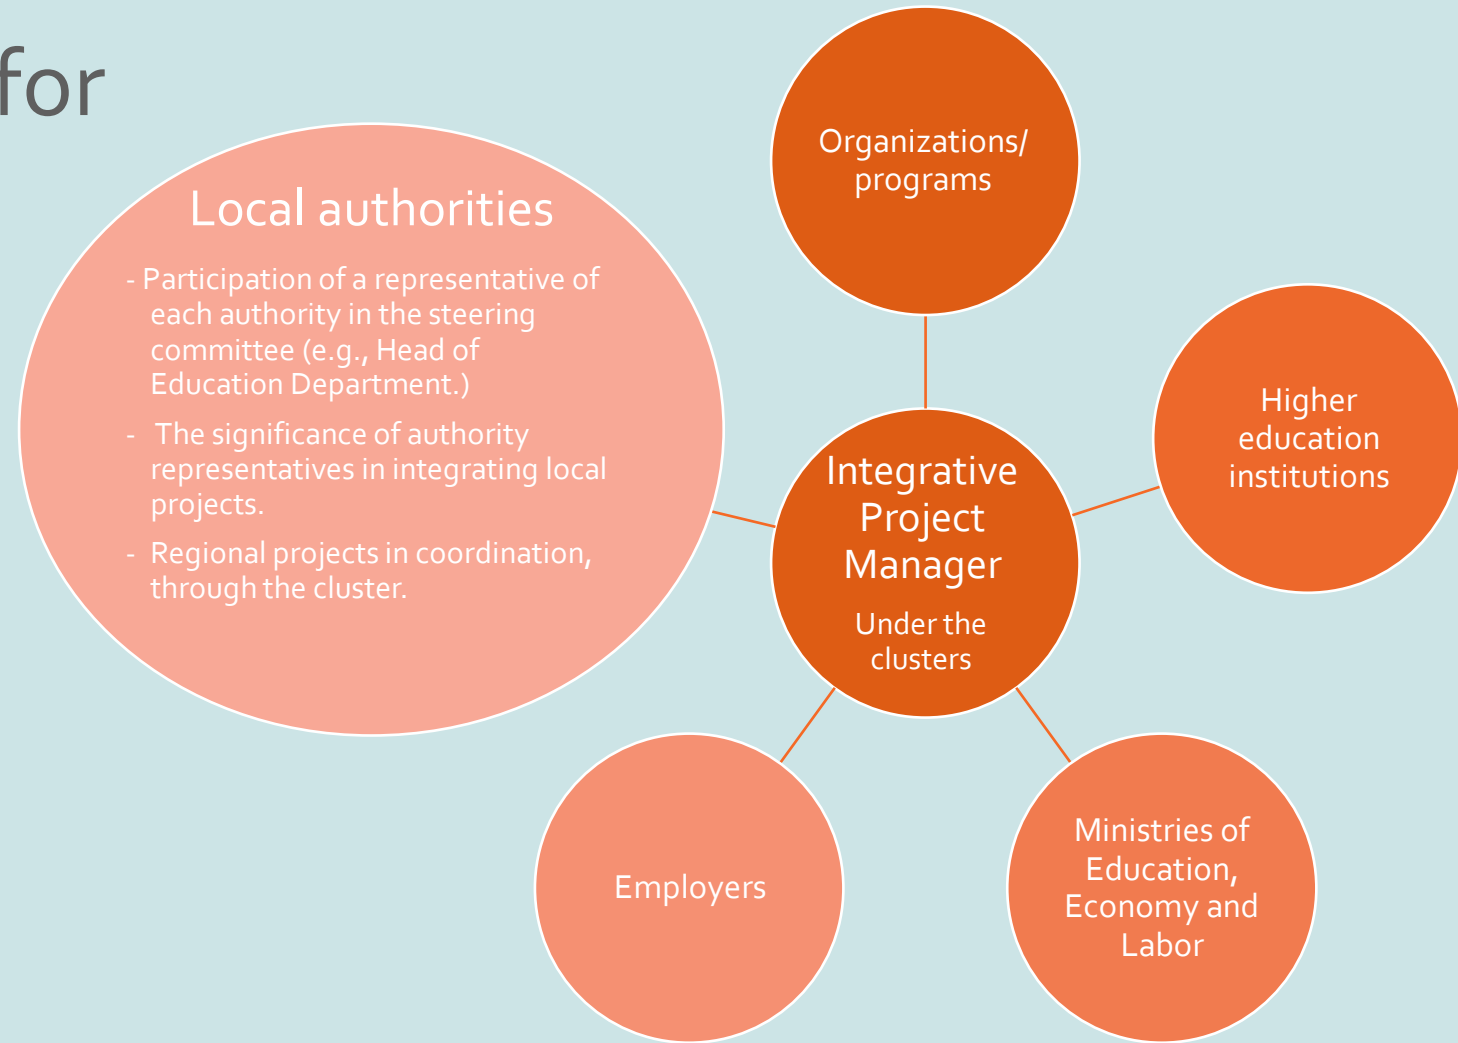 for
Local authorities
- Participation of a representative of
each authority in the steering
committee (e.g., Head of
Education Department.)
- The significance of authority
representatives in integrating local
projects.
- Regional projects in coordination,
through the cluster.
Organizations/
programs
Higher
education
institutions
Integrative
Project
Manager
Under the
clusters
Ministries of
Education,
Economy and
Labor
Employers